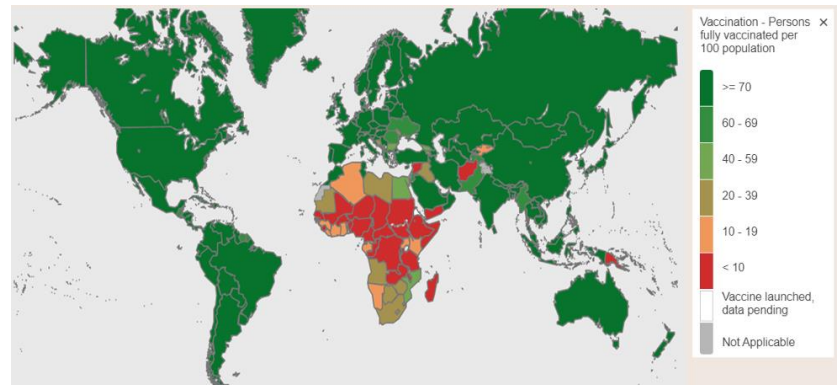 Vaccination - Persons ×
fully vaccinated per
100 population
>= 70
60 - 69
40 - 59
20 - 39
10 - 19
< 10
Vaccine launched,
data pending
Not Applicable